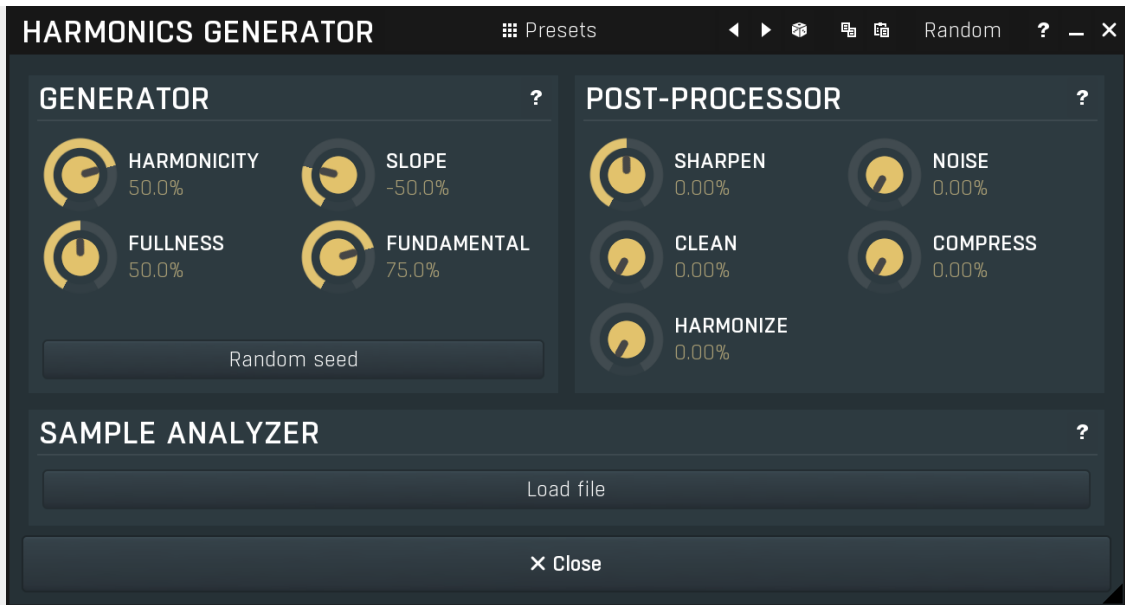 HARMONICS GENERATOR Presets Random ?
GENERATOR ?
HARMONICITY
50.0%
SLOPE
-50.0%
FULLNESS
50.0%
FUNDAMENTAL
75.0%
Random seed
POST-PROCESSOR ?
SHARPEN
0.00%
NOISE
0.00%
CLEAN
0.00%
COMPRESS
0.00%
HARMONIZE
0.00%
SAMPLE ANALYZER ?
Load file
Close